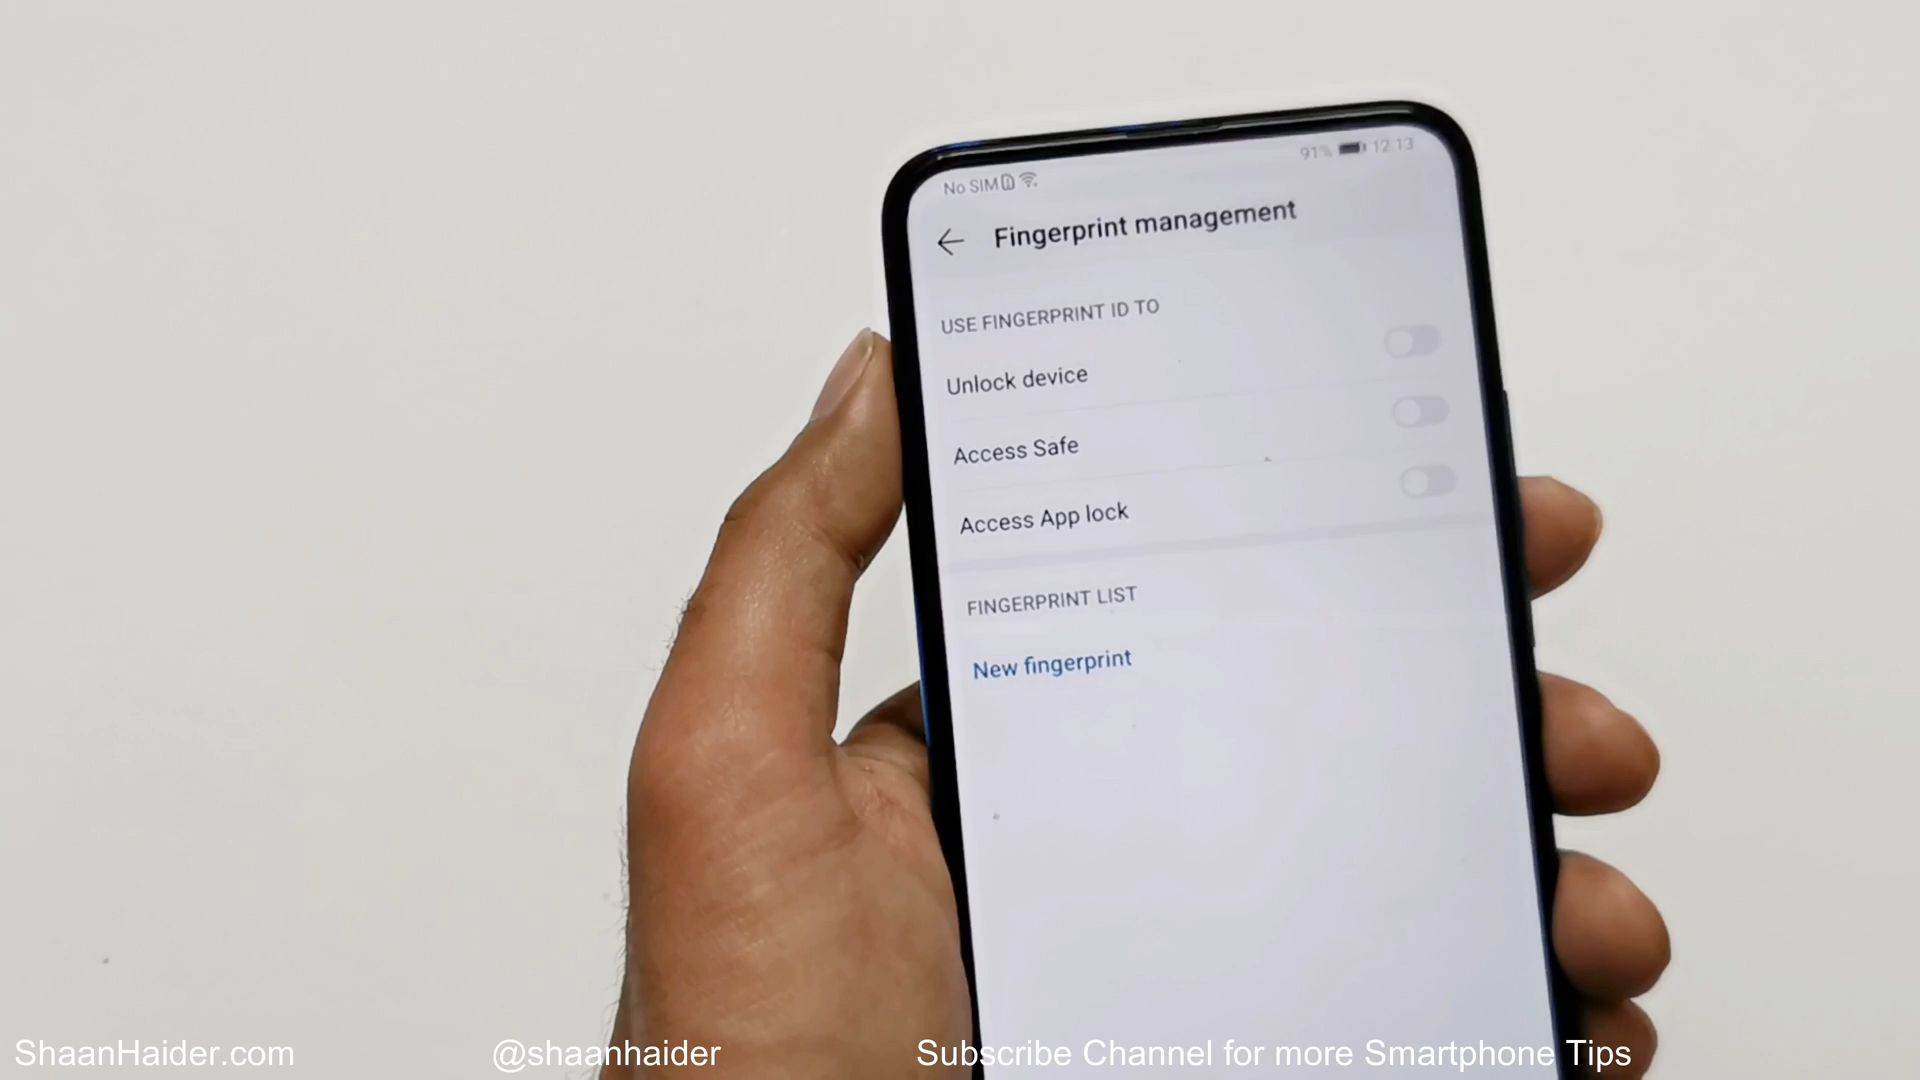 No SIM 91% 12:13
Fingerprint management
USE FINGERPRINT ID TO
Unlock device
Access Safe
Access App lock
FINGERPRINT LIST
New fingerprint
ShaanHaider.com @shaanhaider Subscribe Channel for more Smartphone Tips